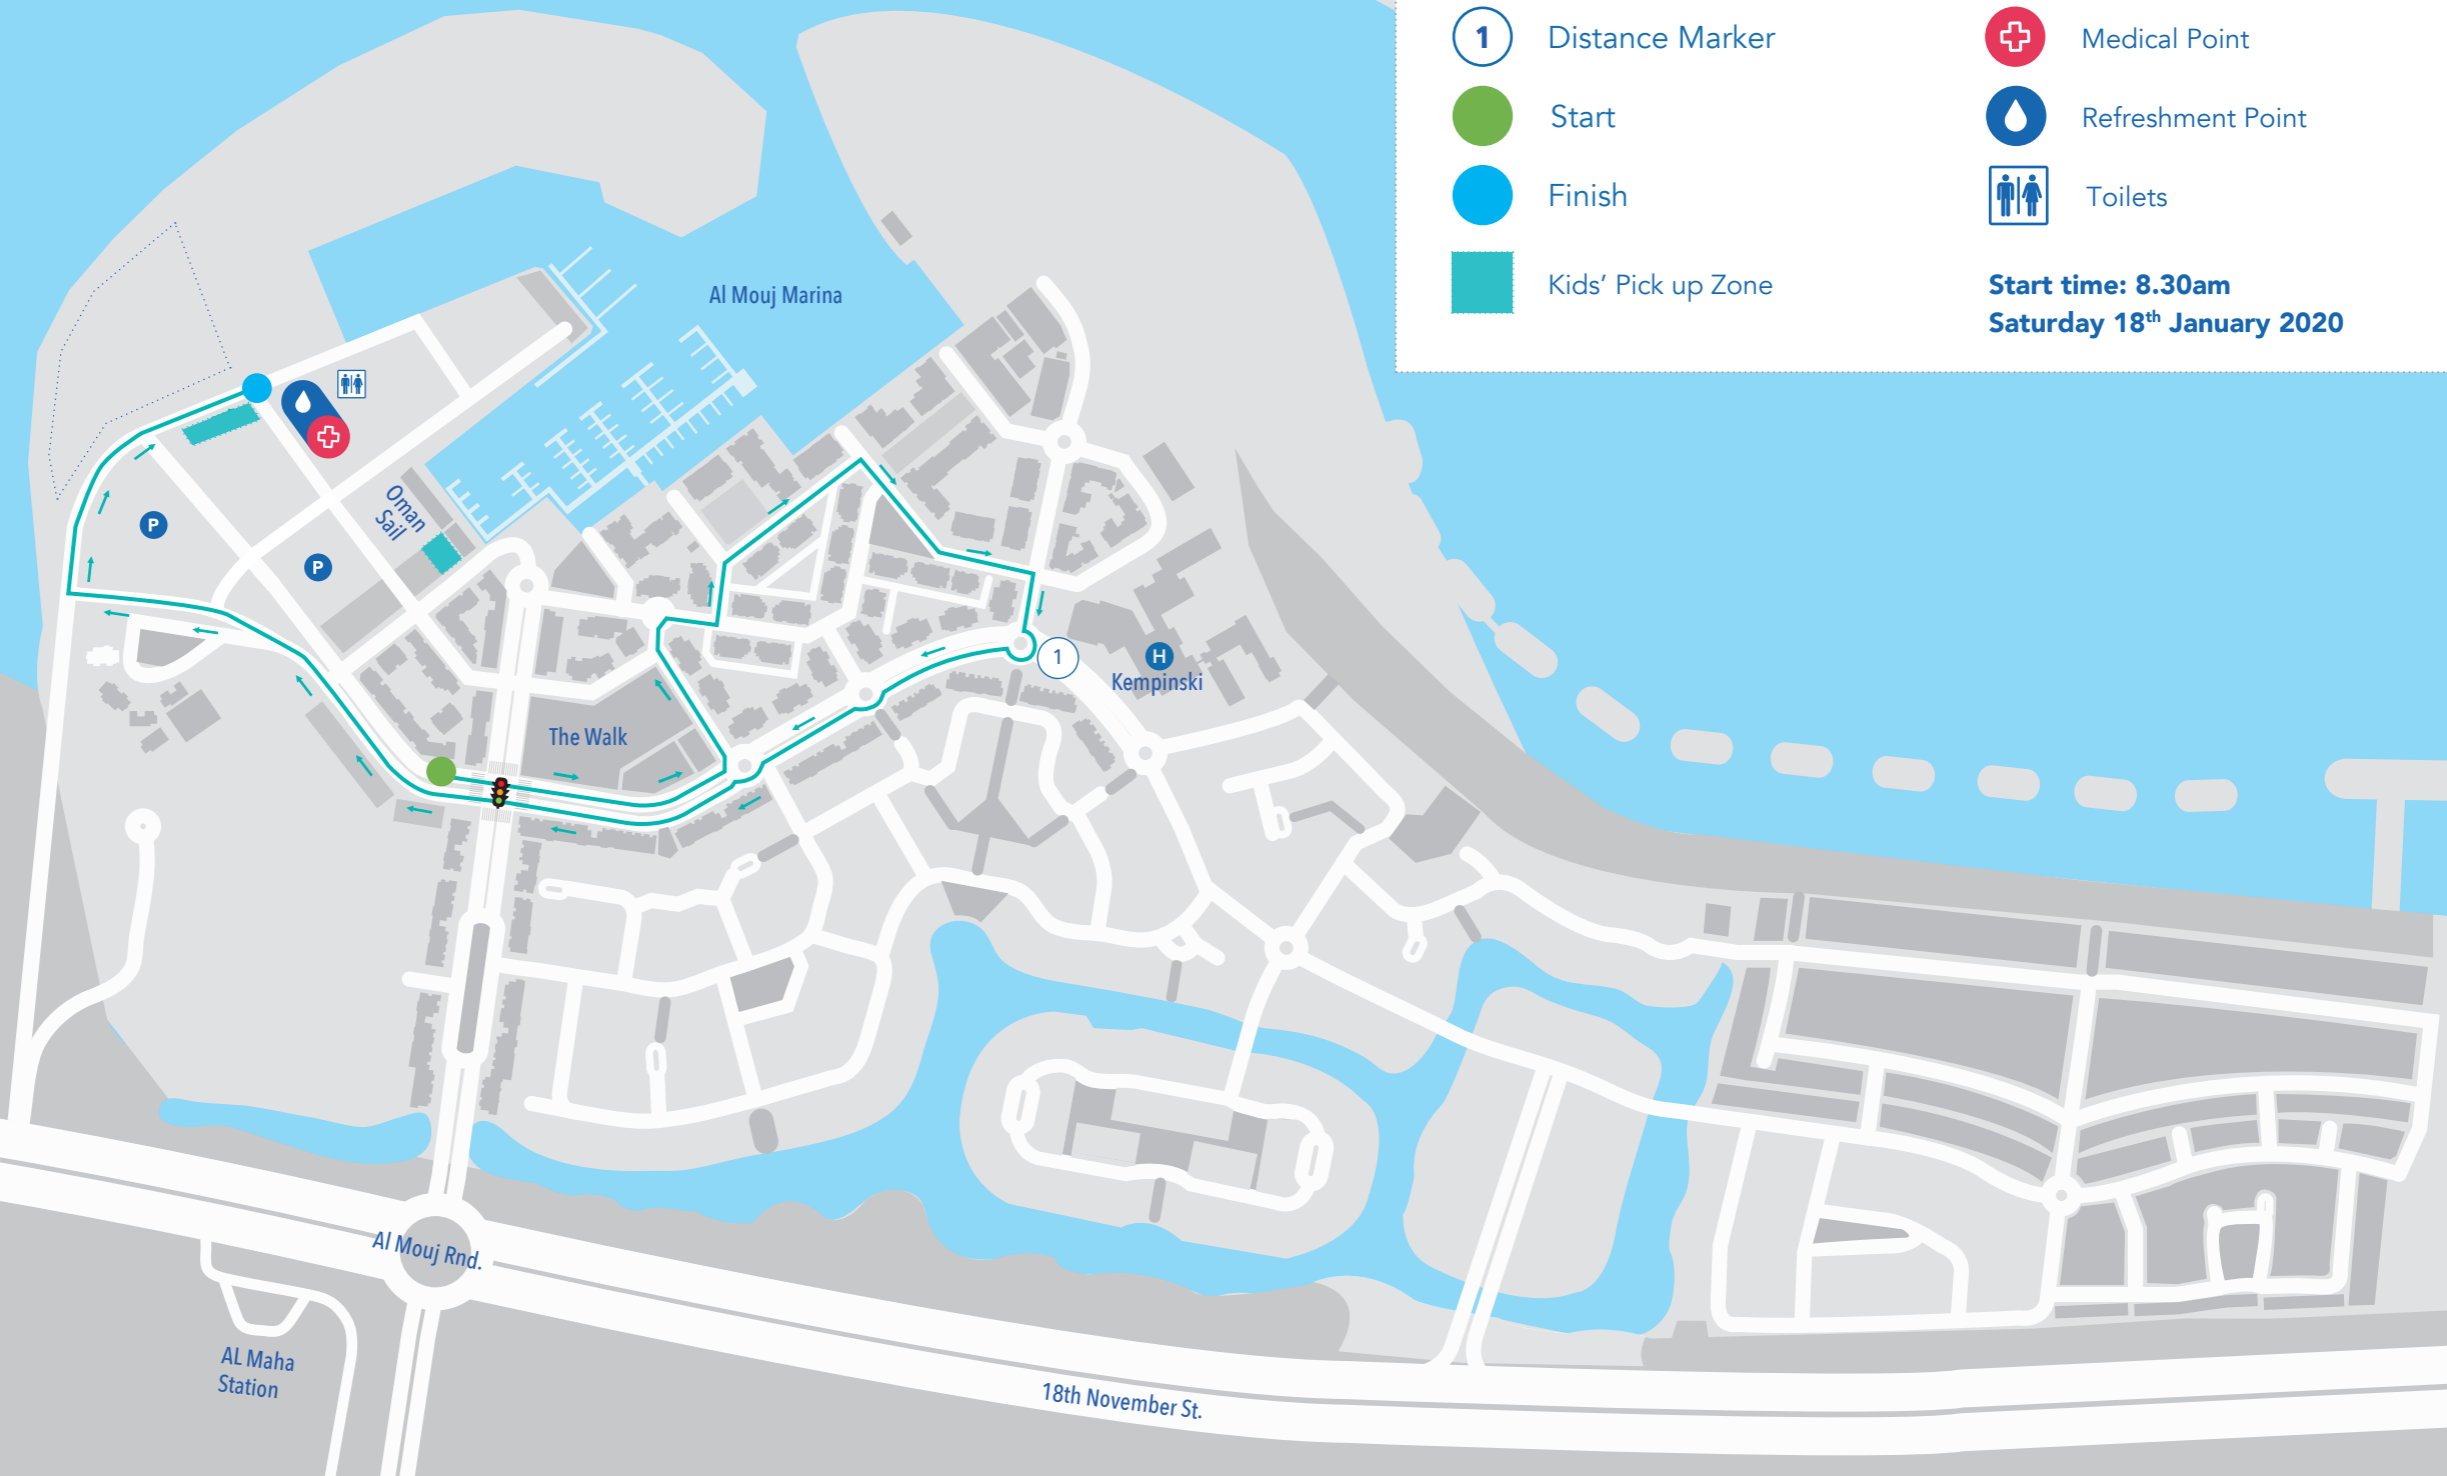 1 Distance Marker
Medical Point
Start
Refreshment Point
Finish
Toilets
Kids’ Pick up Zone
Start time: 8.30am
Saturday 18th January 2020
Al Mouj Marina
Oman
Sail
P
P
1
H
Kempinski
The Walk
Al Mouj Rnd.
AL Maha
Station
18th November St.